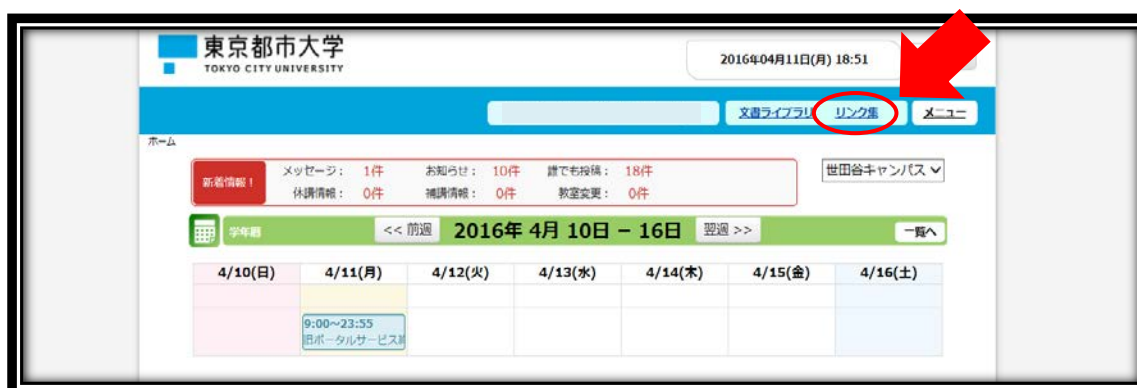 東京都市大学
TOKYO CITY UNIVERSITY
2016年04月11日(月) 18:51
文書ライブラリ リンク集 メニュー
ホーム
新着情報！
メッセージ： 1件 お知らせ： 10件 誰でも投稿： 18件
休講情報： 0件 補講情報： 0件 教室変更： 0件
世田谷キャンパス
学年暦 << 前週 2016年 4月 10日 － 16日 翌週 >> 一覧へ
4/10(日) 4/11(月) 4/12(火) 4/13(水) 4/14(木) 4/15(金) 4/16(土)
9:00～23:55
旧ポータルサービス